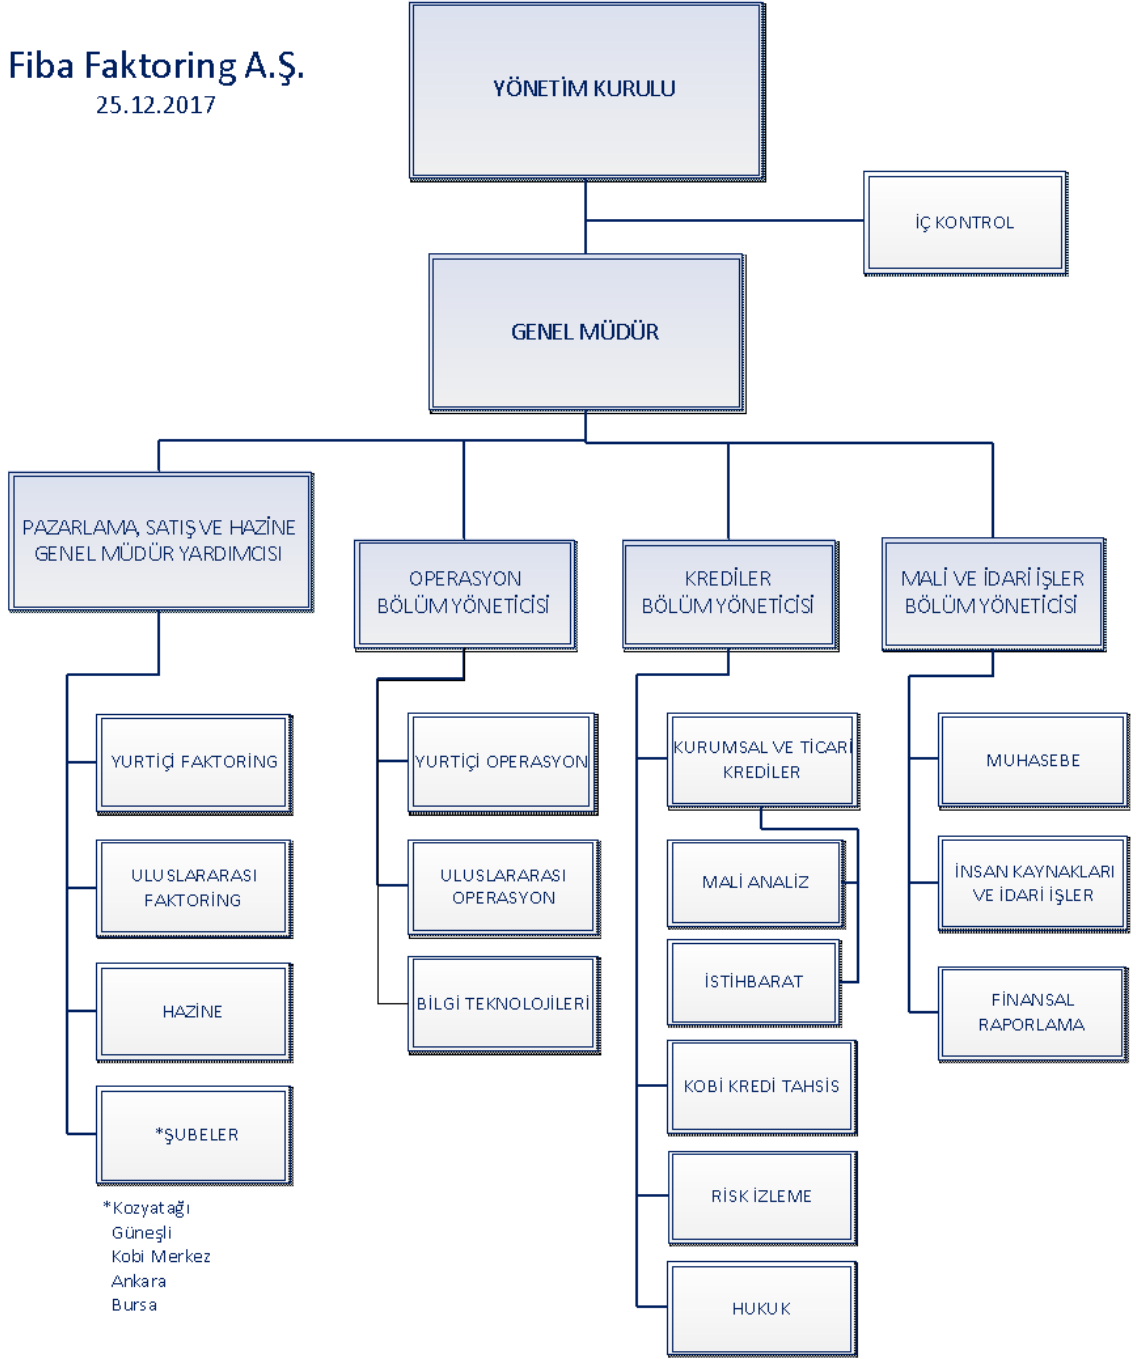 Fiba Faktoring A.Ş.
25.12.2017
YÖNETİM KURULU
İÇ KONTROL
GENEL MÜDÜR
PAZARLAMA, SATIŞ VE HAZİNE
GENEL MÜDÜR YARDIMCISI
OPERASYON
BÖLÜM YÖNETİCİSİ
KREDİLER
BÖLÜM YÖNETİCİSİ
MALİ VE İDARİ İŞLER
BÖLÜM YÖNETİCİSİ
YURTİÇİ FAKTORİNG
ULUSLARARASI
FAKTORİNG
HAZİNE
*ŞUBELER
*Kozyatağı
Güneşli
Kobi Merkez
Ankara
Bursa
YURTİÇİ OPERASYON
ULUSLARARASI
OPERASYON
BİLGİ TEKNOLOJİLERİ
KURUMSAL VE TİCARİ
KREDİLER
MALİ ANALİZ
İSTİHBARAT
KOBİ KREDİ TAHSİS
RİSK İZLEME
HUKUK
MUHASEBE
İNSAN KAYNAKLARI
VE İDARİ İŞLER
FİNANSAL
RAPORLAMA